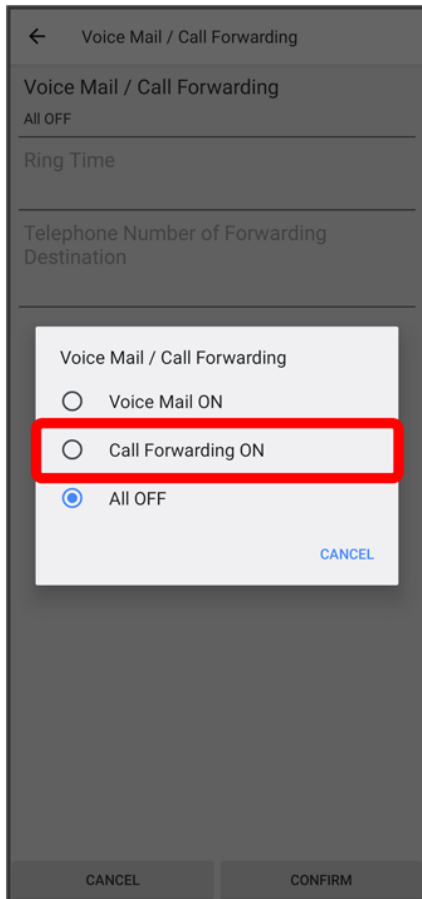 Voice Mail / Call Forwarding
Voice Mail / Call Forwarding
All OFF
Ring Time
Telephone Number of Forwarding
Destination
Voice Mail / Call Forwarding
Voice Mail ON
Call Forwarding ON
All OFF
CANCEL
CANCEL CONFIRM